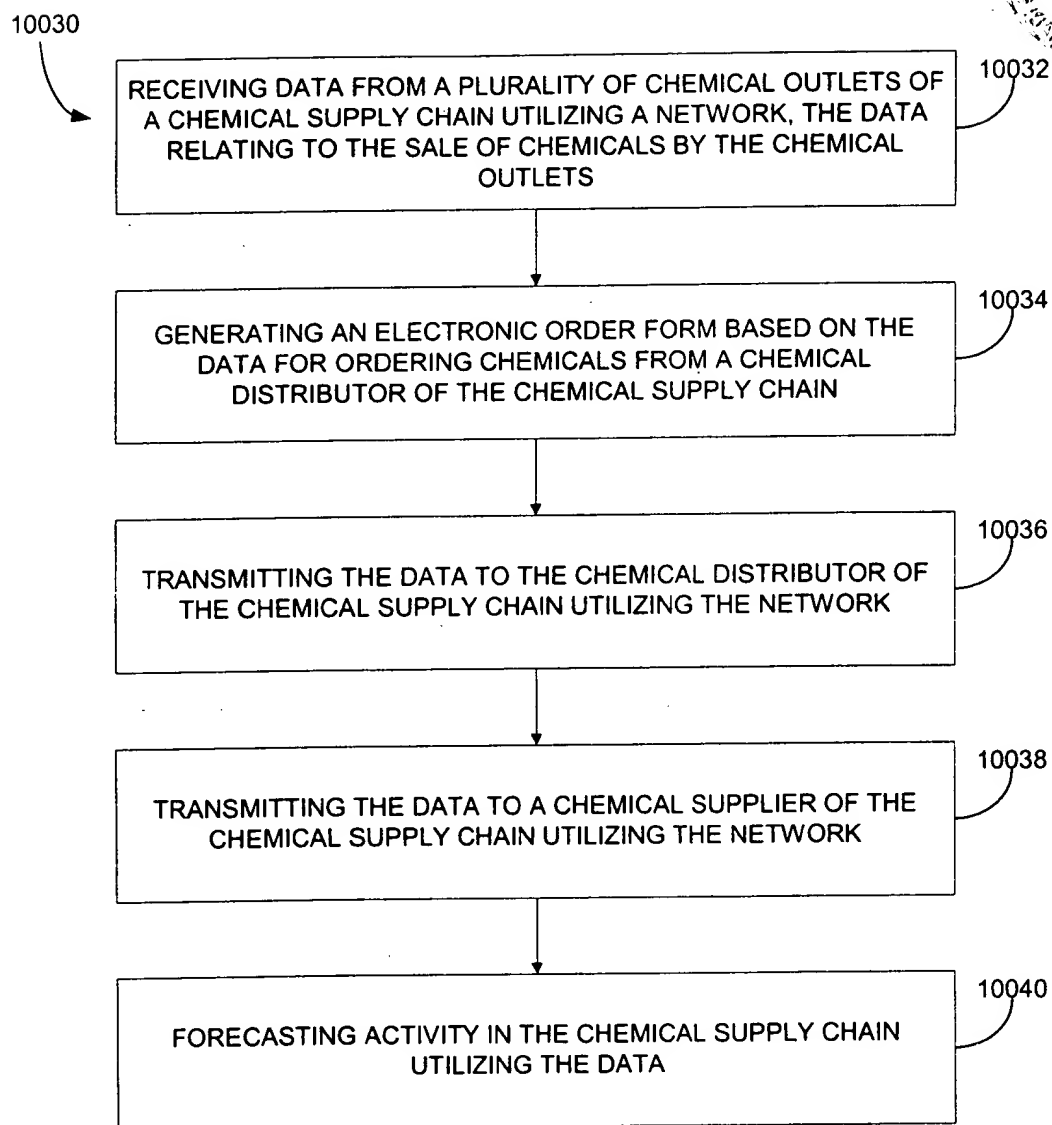 10030
10032
RECEIVING DATA FROM A PLURALITY OF CHEMICAL OUTLETS OF
A CHEMICAL SUPPLY CHAIN UTILIZING A NETWORK, THE DATA
RELATING TO THE SALE OF CHEMICALS BY THE CHEMICAL
OUTLETS
10034
GENERATING AN ELECTRONIC ORDER FORM BASED ON THE
DATA FOR ORDERING CHEMICALS FROM A CHEMICAL
DISTRIBUTOR OF THE CHEMICAL SUPPLY CHAIN
10036
TRANSMITTING THE DATA TO THE CHEMICAL DISTRIBUTOR OF
THE CHEMICAL SUPPLY CHAIN UTILIZING THE NETWORK
10038
TRANSMITTING THE DATA TO A CHEMICAL SUPPLIER OF THE
CHEMICAL SUPPLY CHAIN UTILIZING THE NETWORK
10040
FORECASTING ACTIVITY IN THE CHEMICAL SUPPLY CHAIN
UTILIZING THE DATA